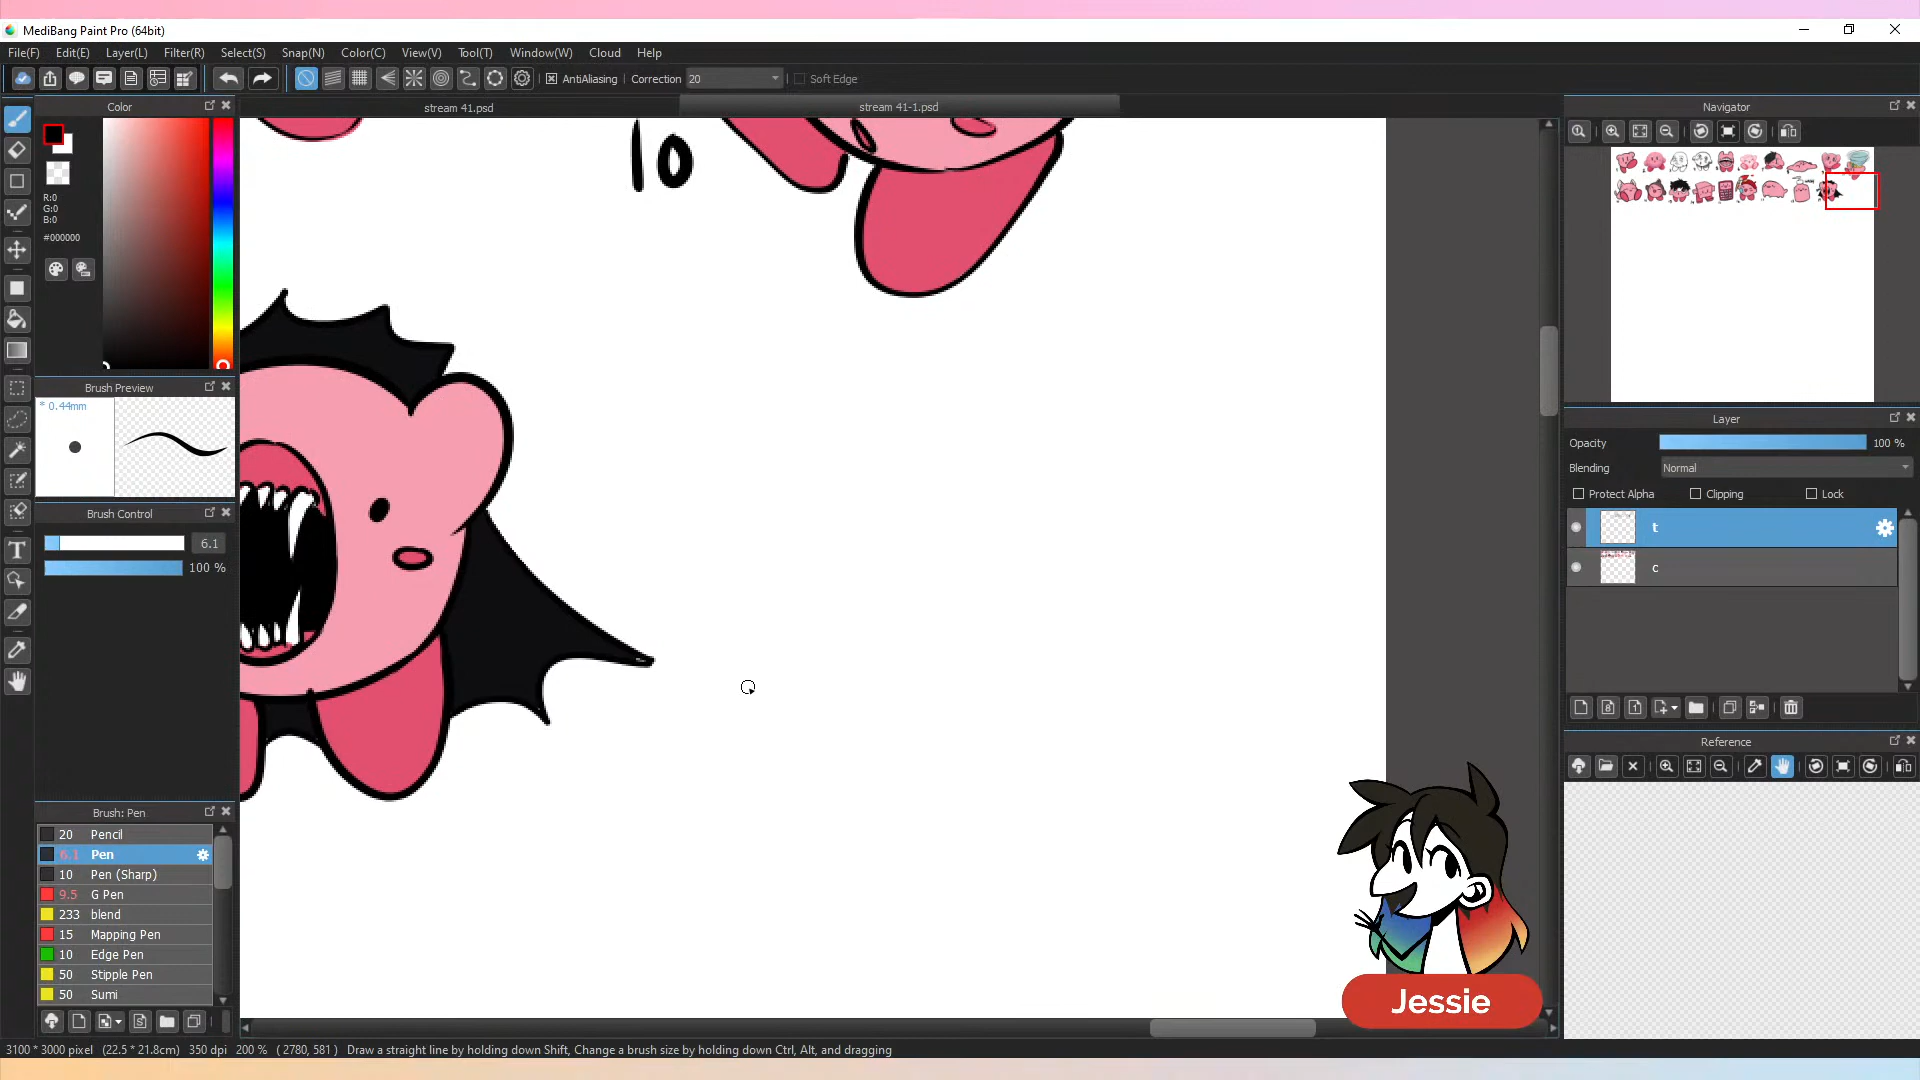 MediBang Paint Pro (64bit)
File(F) Edit(E) Layer(L) Filter(R) Select(S) Snap(N) Color(C) View(V) Tool(T) Window(W) Cloud Help
AntiAliasing Correction 20 Soft Edge
Color
stream 41.psd
stream 41-1.psd
Navigator
R:0
G:0
B:0
#000000
10
Brush Preview
* 0.44mm
Layer
Opacity 100 %
Blending Normal
Protect Alpha Clipping Lock
t
c
Brush Control
6.1
100 %
Reference
Brush: Pen
20 Pencil
6.1 Pen
10 Pen (Sharp)
9.5 G Pen
233 blend
15 Mapping Pen
10 Edge Pen
50 Stipple Pen
50 Sumi
Jessie
3100 * 3000 pixel (22.5 * 21.8cm) 350 dpi 200 % ( 2780, 581 ) Draw a straight line by holding down Shift, Change a brush size by holding down Ctrl, Alt, and dragging